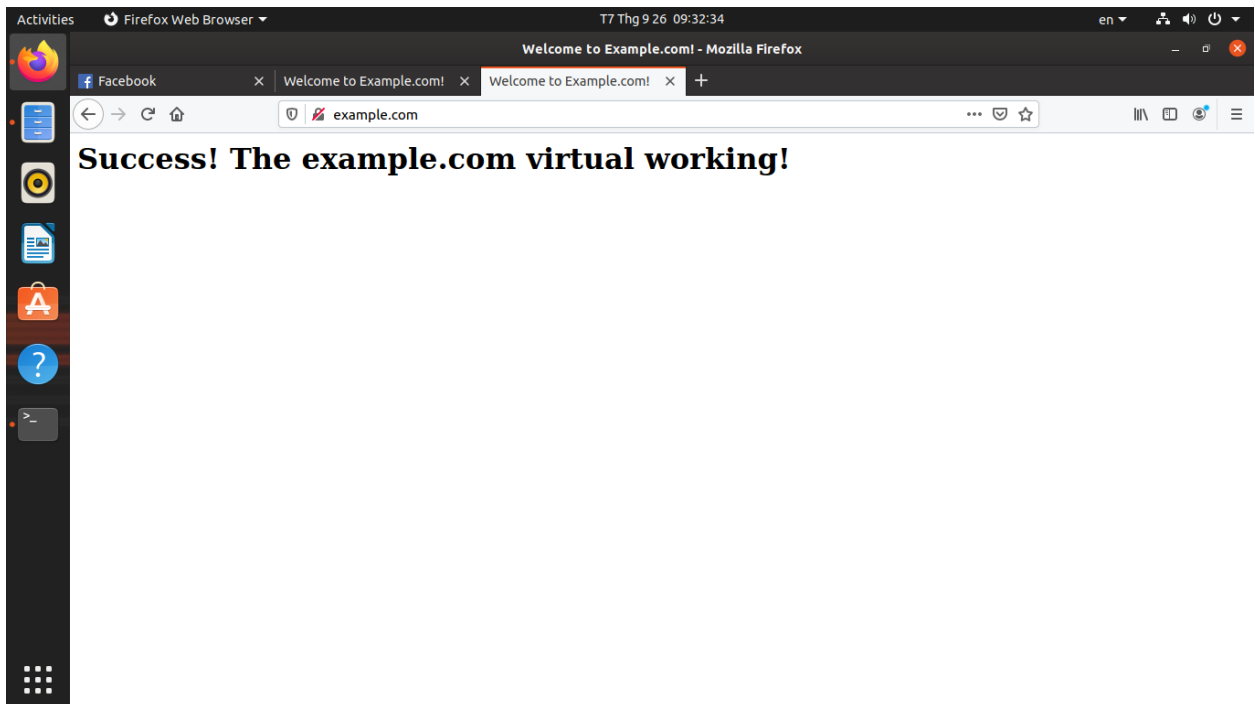 Activities Firefox Web Browser T7 Thg 9 26 09:32:34 en
Welcome to Example.com! - Mozilla Firefox
Facebook Welcome to Example.com! Welcome to Example.com!
example.com
Success! The example.com virtual working!